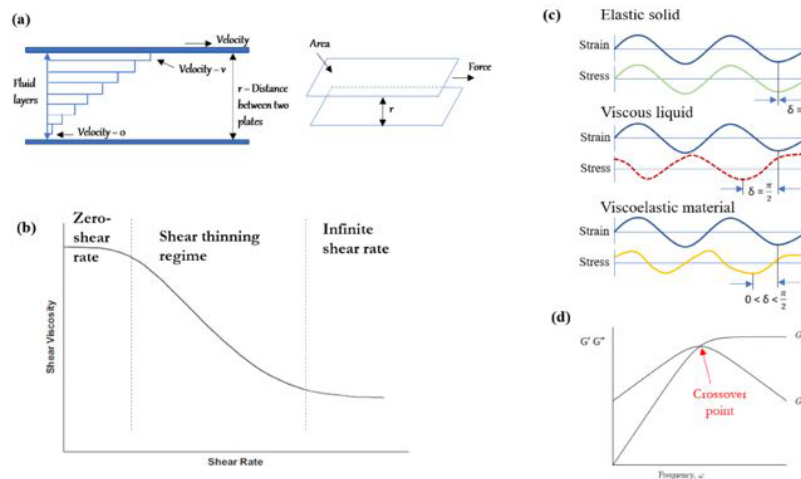 (a)
Velocity
Fluid
layers
Velocity – v
Velocity – 0
r – Distance
between two
plates
Area
Force
r
(b)
Zero-
shear
rate
Shear thinning
regime
Infinite
shear rate
Shear Viscosity
Shear Rate
(c)
Elastic solid
Strain
Stress
δ =
Viscous liquid
Strain
Stress
δ = π/2
Viscoelastic material
Strain
Stress
0 < δ < π/2
(d)
G' G''
G
G
Crossover
point
Frequency, ω